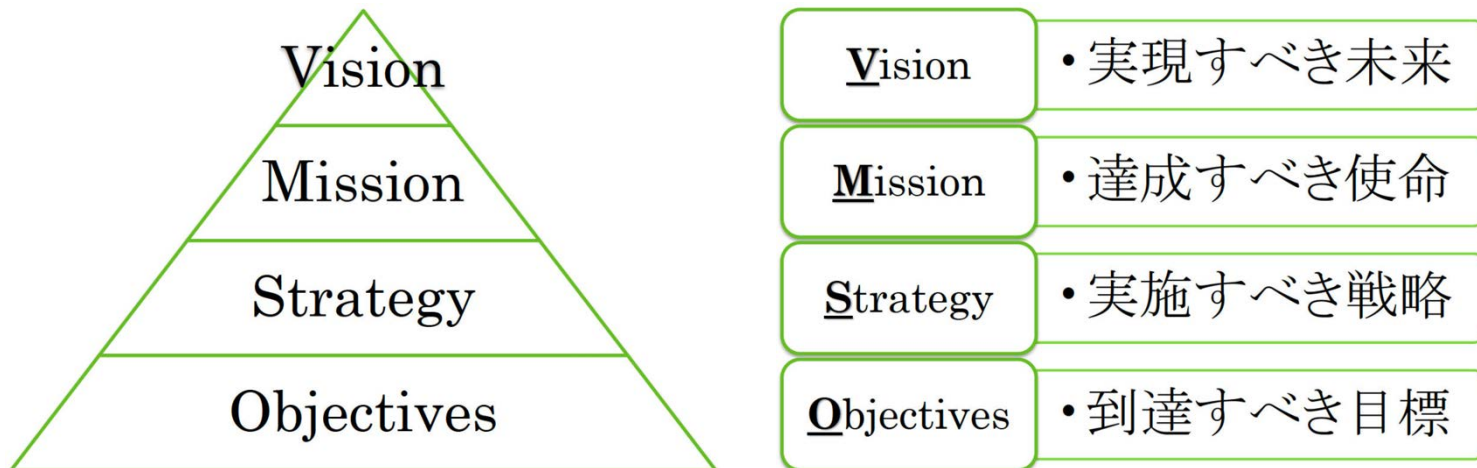 Vision
Mission
Strategy
Objectives
Vision
・実現すべき未来
Mission
・達成すべき使命
Strategy
・実施すべき戦略
Objectives
・到達すべき目標